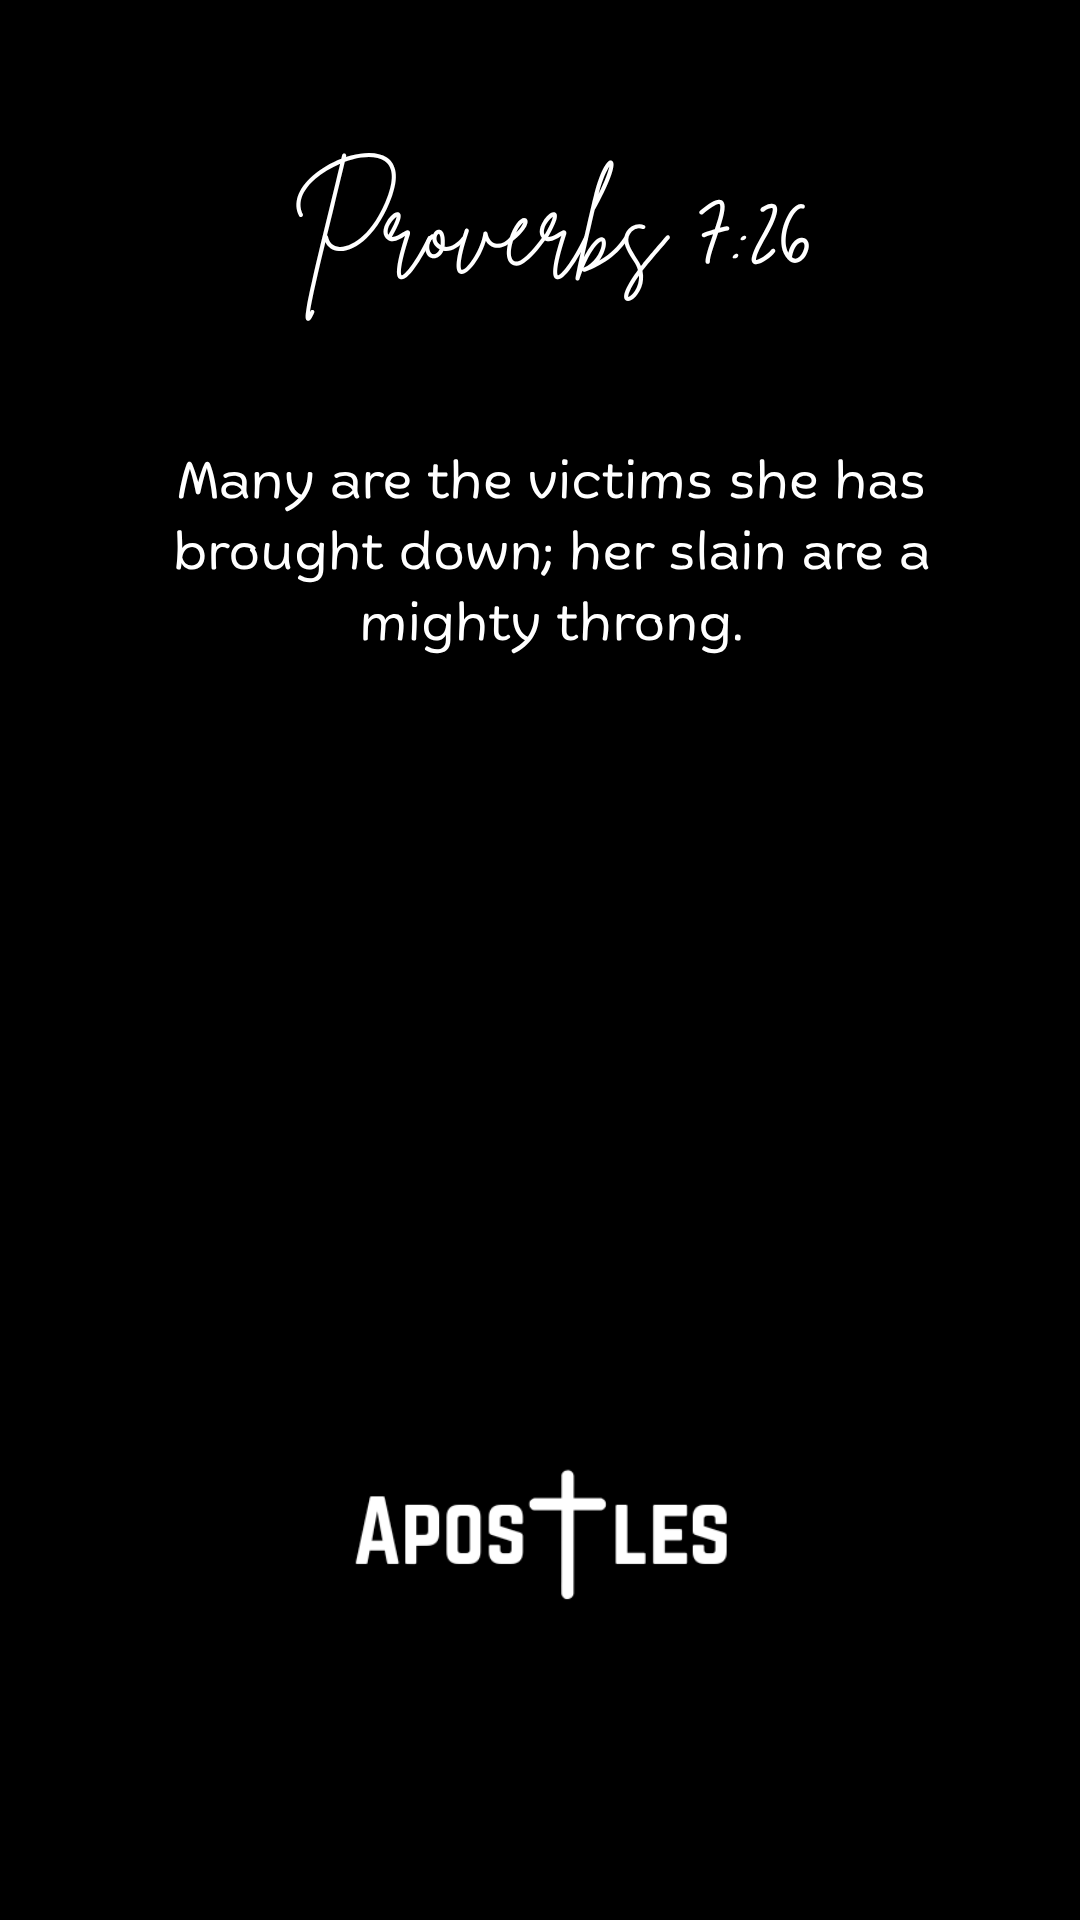 Proverbs 7:26
Many are the victims she has
brought down; her slain are a
mighty throng.
Apostles